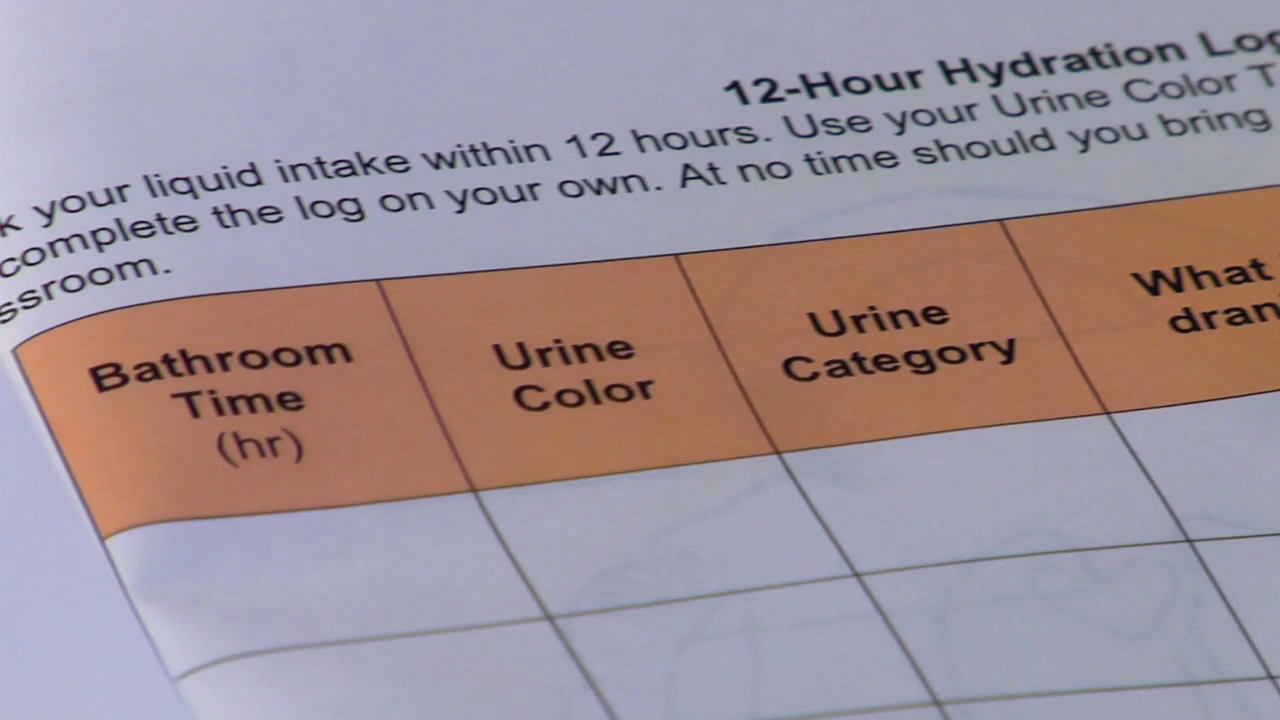 12-Hour Hydration Log
k your liquid intake within 12 hours. Use your Urine Color T
complete the log on your own. At no time should you bring
ssroom.
Bathroom
Time
(hr)
Urine
Color
Urine
Category
What
dran